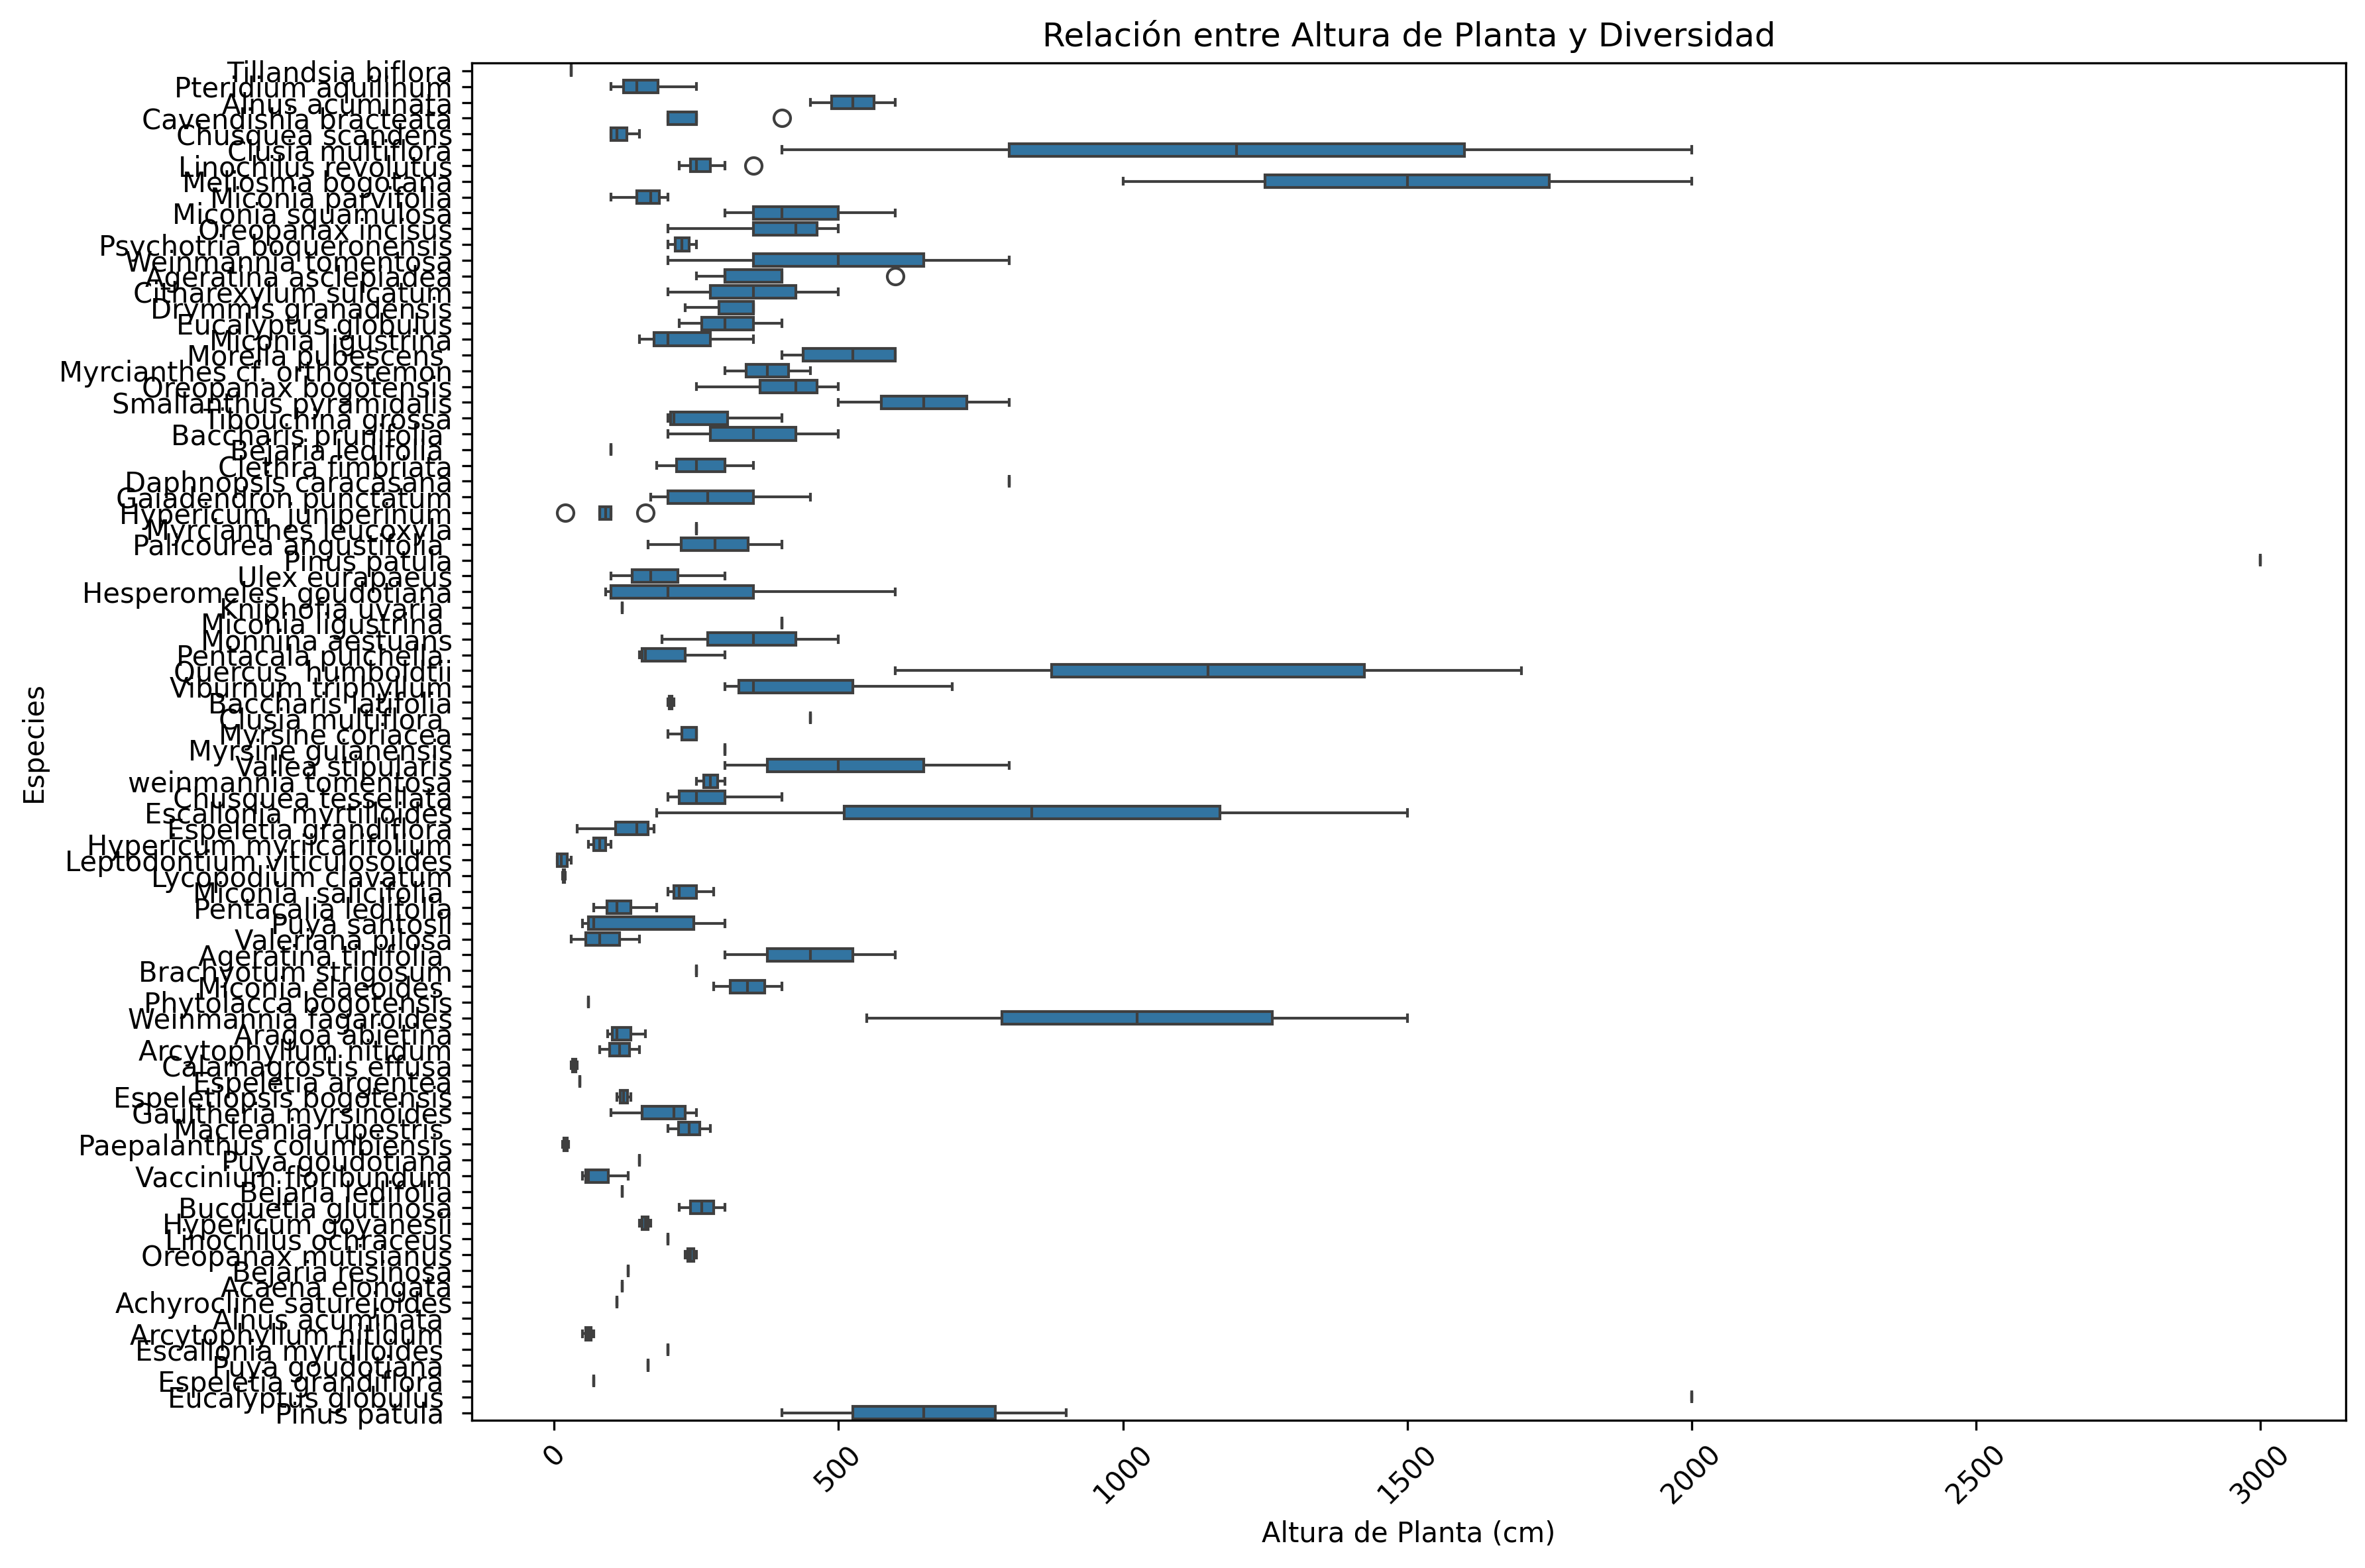 Relación entre Altura de Planta y Diversidad
Tillandsia biflora
Pteridium aquilinum
Alnus acuminata
Cavendishia bracteata
Chusquea scandens
Clusia multiflora
Linochilus revolutus
Meliosma bogotana
Miconia parvifolia
Miconia squamulosa
Oreopanax incisus
Psychotria boqueronensis
Weinmannia tomentosa
Ageratina asclepiadea
Citharexylum sulcatum
Drymmis granadensis
Eucalyptus globulus
Miconia ligustrina
Morella pubescens
Myrcianthes cf. orthostemon
Oreopanax bogotensis
Smallanthus pyramidalis
Tibouchina grossa
Baccharis prunifolia
Bejaria ledifolia
Clethra fimbriata
Daphnopsis caracasana
Gaiadendron punctatum
Hypericum  juniperinum
Myrcianthes leucoxyla
Palicourea angustifolia
Pinus patula
Ulex eurapaeus
Hesperomeles  goudotiana
Kniphofia uvaria
Miconia ligustrina
Monnina aestuans
Pentacala pulchella
Quercus  humboldtii
Viburnum triphyllum
Baccharis latifolia
Clusia multiflora
Myrsine coriacea
Myrsine guianensis
Vallea stipularis
weinmannia tomentosa
Chusquea tessellata
Escallonia myrtilloides
Espeletia grandiflora
Hypericum myriicarifolium
Leptodontium viticulosoides
Lycopodium clavatum
Miconia  salicifolia
Pentacalia ledifolia
Puya santosii
Valeriana pilosa
Ageratina tinifolia
Brachyotum strigosum
Miconia elaeoides
Phytolacca bogotensis
Weinmannia fagaroides
Aragoa abietina
Arcytophyllum nitidum
Calamagrostis effusa
Espeletia argentea
Espeletiopsis bogotensis
Gaultheria myrsinoides
Macleania rupestris
Paepalanthus columbiensis
Puya goudotiana
Vaccinium floribundum
Bejaria ledifolia
Bucquetia glutinosa
Hypericum goyanesii
Linochilus ochraceus
Oreopanax mutisianus
Bejaria resinosa
Acaena elongata
Achyrocline satureioides
Alnus acuminata
Arcytophyllum nitidum
Escallonia myrtilloides
Puya goudotiana
Espeletia grandiflora
Eucalyptus globulus
Pinus patula
Especies
0
500
1000
1500
2000
2500
3000
Altura de Planta (cm)